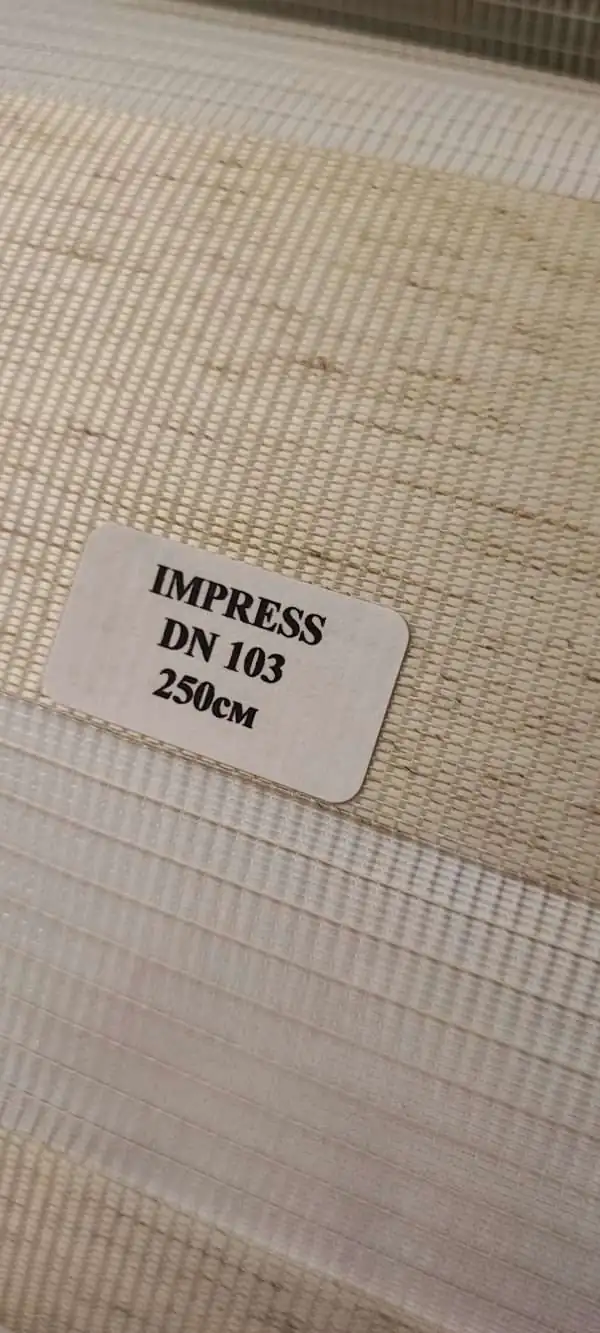 IMPRESS
DN 103
250см